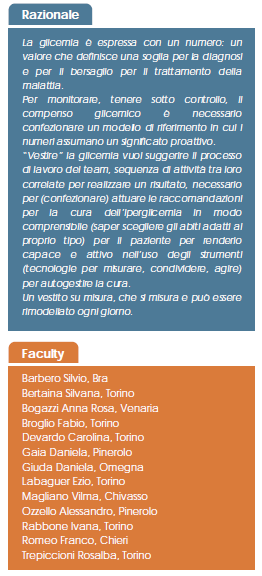 Razionale
La glicemia è espressa con un numero: un
valore che definisce una soglia per la diagnosi
e per il bersaglio per il trattamento della
malattia.
Per monitorare, tenere sotto controllo, il
compenso glicemico è necessario
confezionare un modello di riferimento in cui i
numeri assumano un significato proattivo.
"Vestire" la glicemia vuol suggerire il processo
di lavoro del team, sequenza di attività tra loro
correlate per realizzare un risultato, necessario
per (confezionare) attuare le raccomandazioni
per la cura dell'iperglicemia in modo
comprensibile (saper scegliere gli abiti adatti al
proprio tipo) per il paziente per renderlo
capace e attivo nell'uso degli strumenti
(tecnologie per misurare, condividere, agire)
per autogestire la cura.
Un vestito su misura, che si misura e può essere
rimodellato ogni giorno.
Faculty
Barbero Silvio, Bra
Bertaina Silvana, Torino
Bogazzi Anna Rosa, Venaria
Broglio Fabio, Torino
Devardo Carolina, Torino
Gaia Daniela, Pinerolo
Giuda Daniela, Omegna
Labaguer Ezio, Torino
Magliano Vilma, Chivasso
Ozzello Alessandro, Pinerolo
Rabbone Ivana, Torino
Romeo Franco, Chieri
Trepiccioni Rosalba, Torino